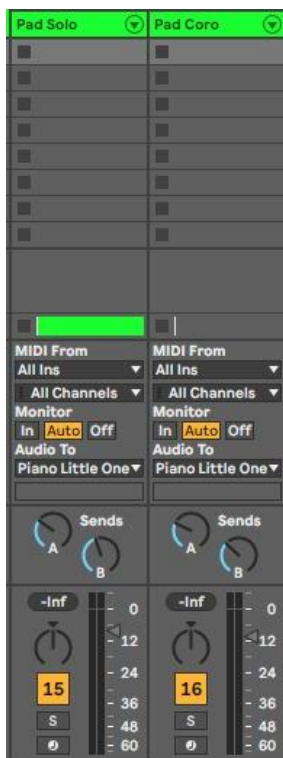 Pad Solo
Pad Coro
MIDI From
All Ins
All Channels
Monitor
In Auto Off
Audio To
Piano Little One
Sends
A
B
-Inf
0
12
24
36
48
60
15
S
MIDI From
All Ins
All Channels
Monitor
In Auto Off
Audio To
Piano Little One
Sends
A
B
-Inf
0
12
24
36
48
60
16
S